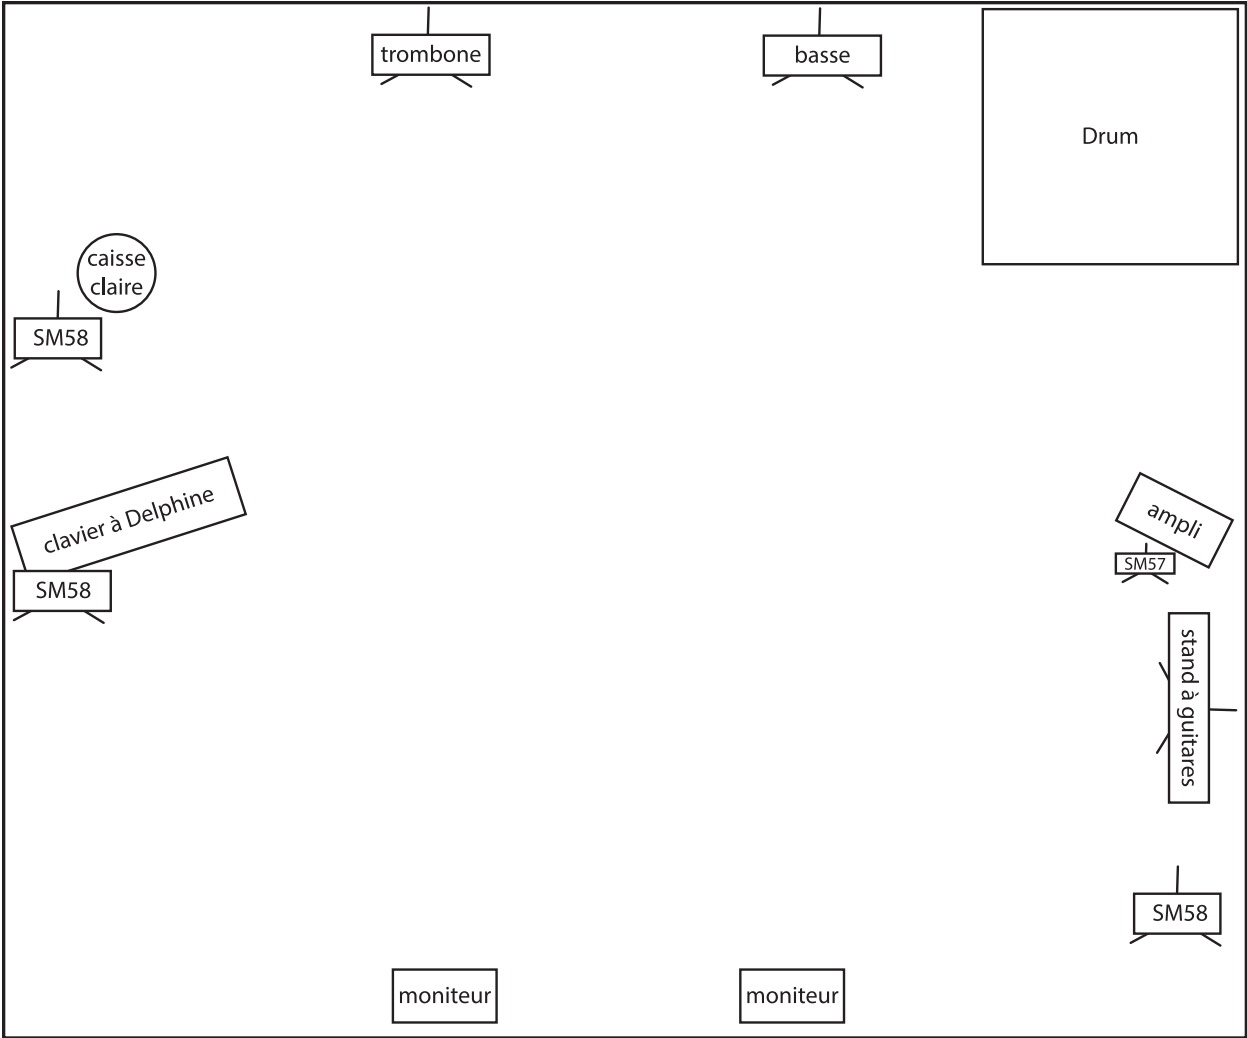 trombone
basse
Drum
caisse
claire
SM58
clavier à Delphine
SM58
ampli
SM57
stand à guitares
SM58
moniteur
moniteur